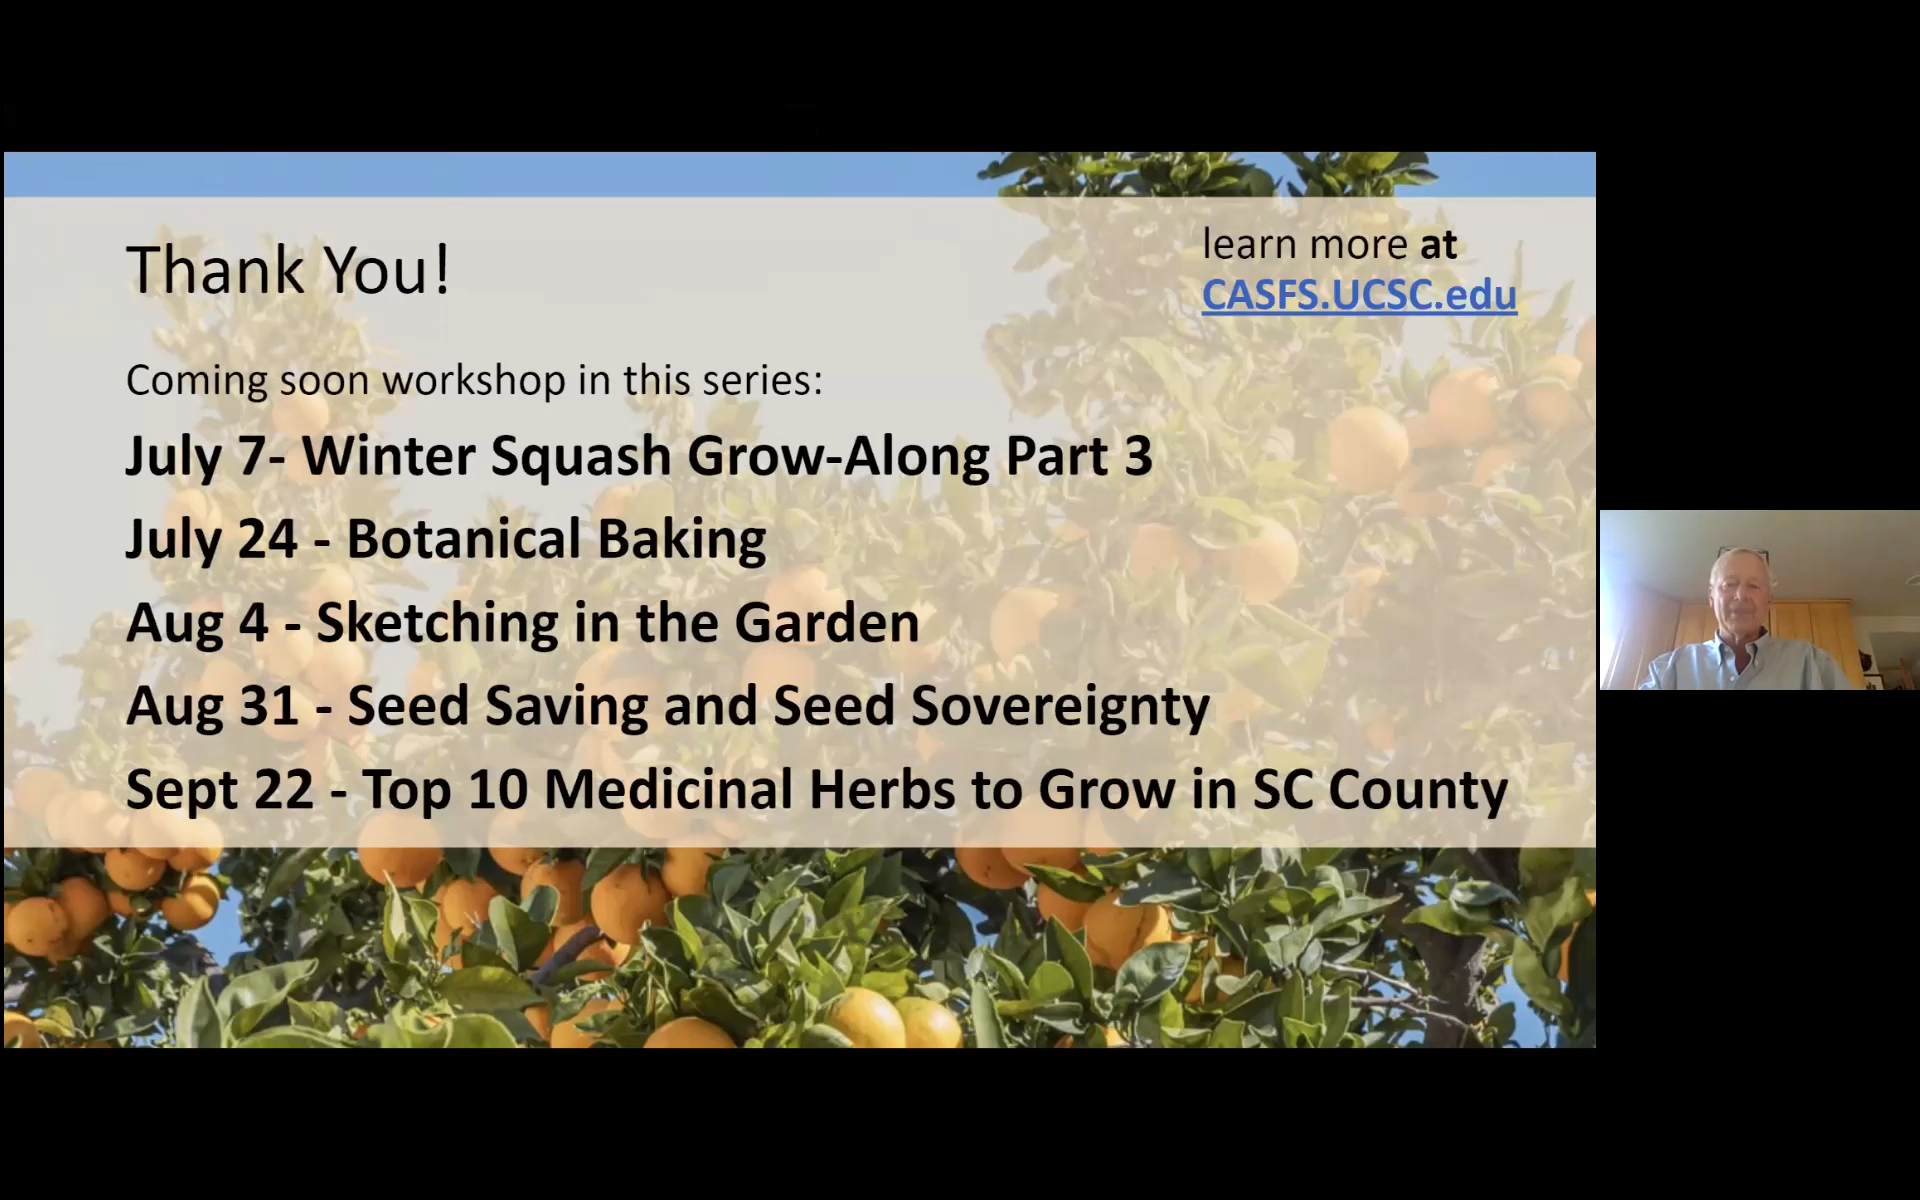 Thank You!
learn more at
CASFS.UCSC.edu
Coming soon workshop in this series:
July 7- Winter Squash Grow-Along Part 3
July 24 - Botanical Baking
Aug 4 - Sketching in the Garden
Aug 31 - Seed Saving and Seed Sovereignty
Sept 22 - Top 10 Medicinal Herbs to Grow in SC County